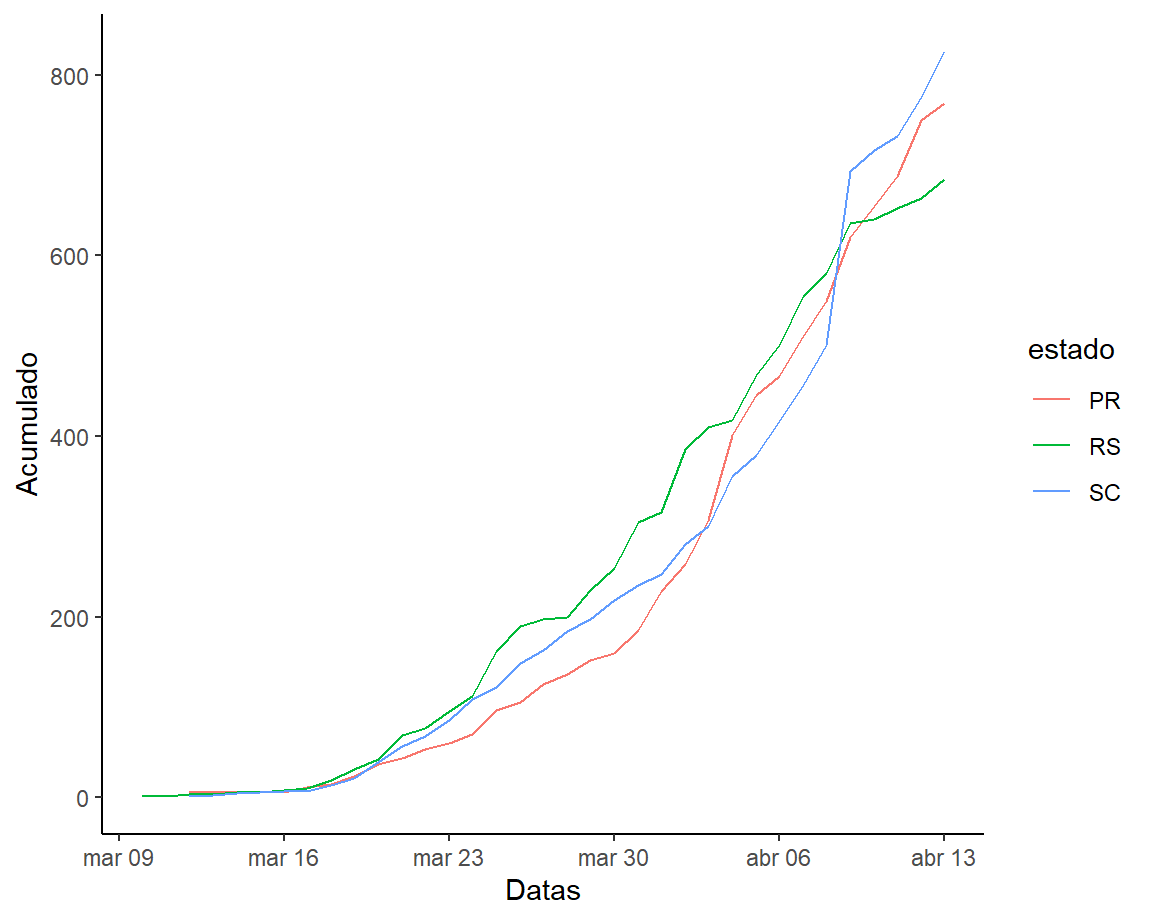 800
600
400
200
0
Acumulado
mar 09
mar 16
mar 23
mar 30
abr 06
abr 13
Datas
estado
PR
RS
SC